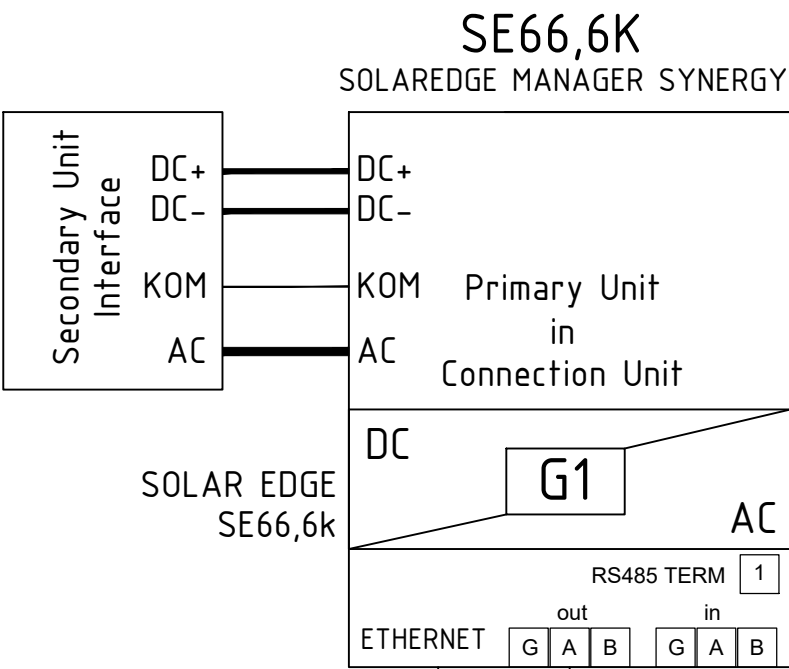 SE66,6K
SOLAREDGE MANAGER SYNERGY
Secondary Unit
Interface
DC+
DC-
KOM
AC
DC+
DC-
KOM
AC
Primary Unit
in
Connection Unit
SOLAR EDGE
SE66,6k
DC
G1
AC
RS485 TERM 1
out in
ETHERNET G A B G A B